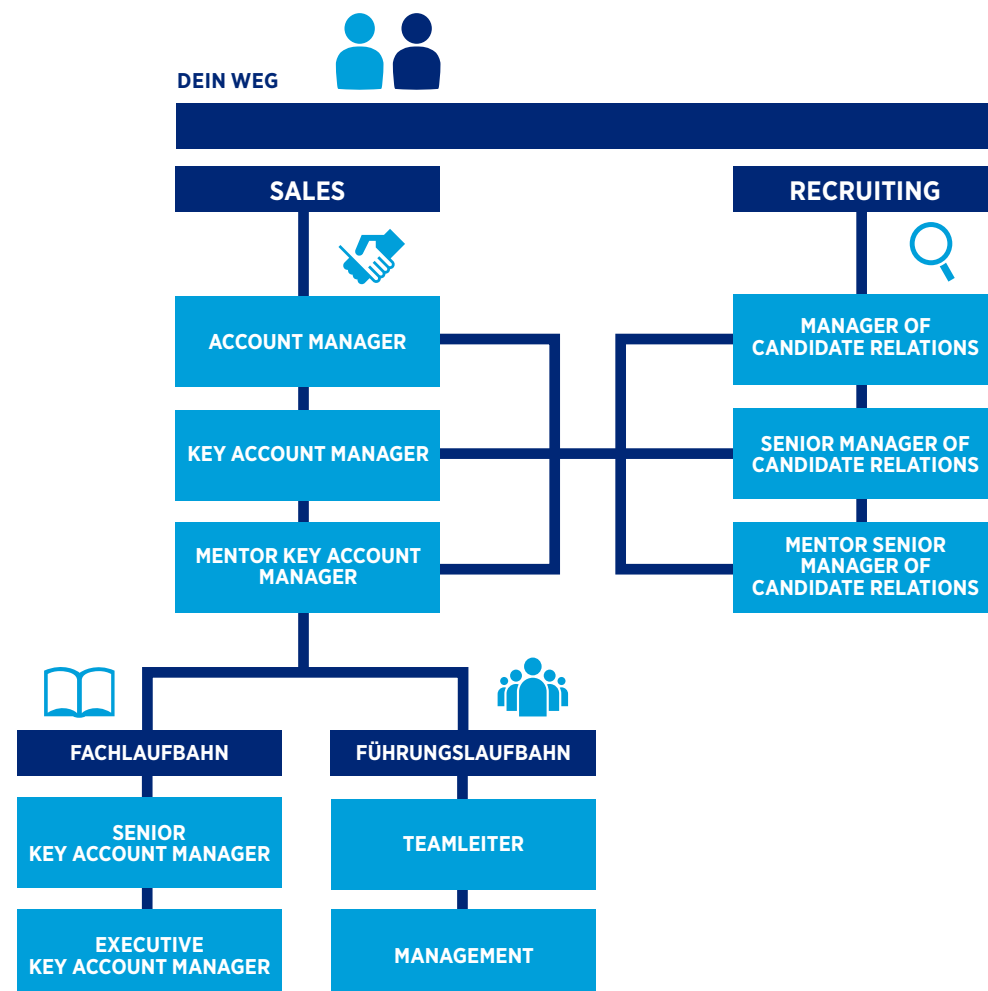 DEIN WEG
SALES
RECRUITING
ACCOUNT MANAGER
MANAGER OF
CANDIDATE RELATIONS
KEY ACCOUNT MANAGER
SENIOR MANAGER OF
CANDIDATE RELATIONS
MENTOR KEY ACCOUNT
MANAGER
MENTOR SENIOR
MANAGER OF
CANDIDATE RELATIONS
FACHLAUFBAHN
FÜHRUNGSLAUFBAHN
SENIOR
KEY ACCOUNT MANAGER
TEAMLEITER
EXECUTIVE
KEY ACCOUNT MANAGER
MANAGEMENT